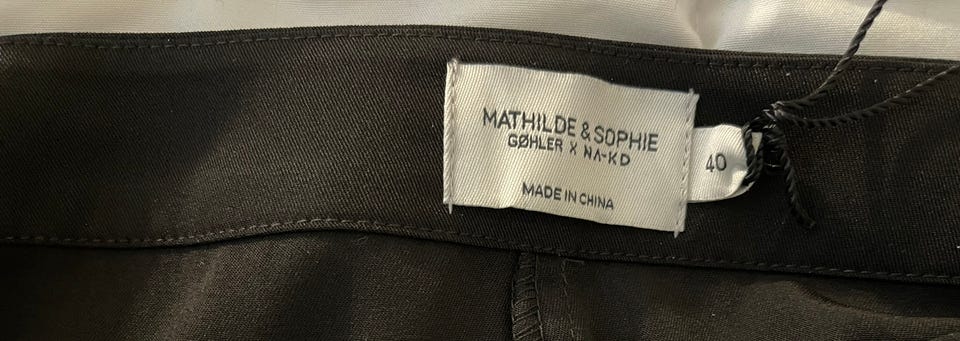 MATHILDE & SOPHIE
GØHLER X NA-KD
MADE IN CHINA
40